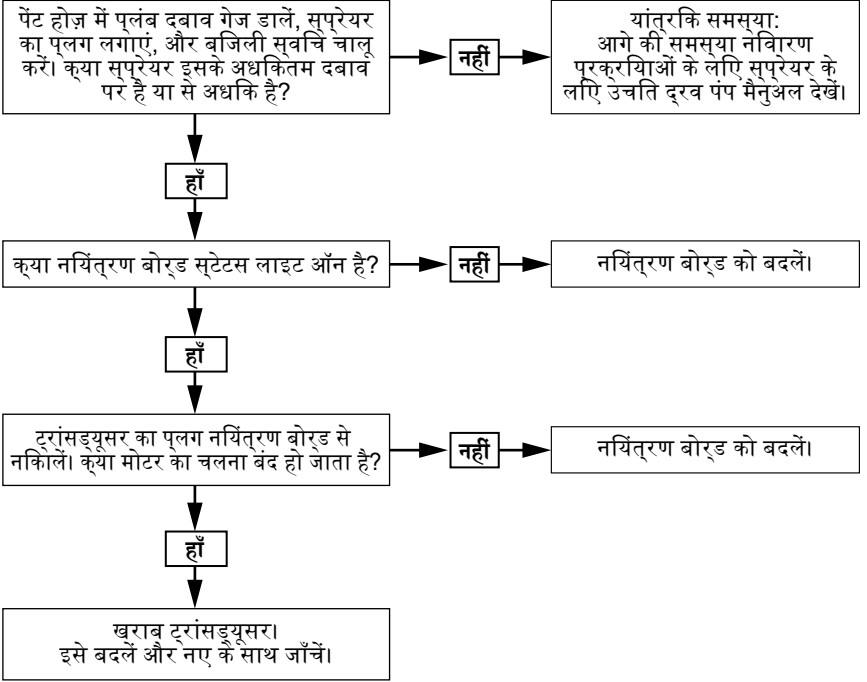 पेंट होज़ में प्लंब दबाव गेज डालें, स्प्रेयर
का प्लग लगाएं, और बिजली स्विच चालू
करें। क्या स्प्रेयर इसके अधिकतम दबाव
पर है या से अधिक है?
नहीं
यांत्रिक समस्या:
आगे की समस्या निवारण
प्रक्रियाओं के लिए स्प्रेयर के
लिए उचित द्रव पंप मैनुअल देखें।
हाँ
क्या नियंत्रण बोर्ड स्टेटस लाइट ऑन है?
नहीं
नियंत्रण बोर्ड को बदलें।
हाँ
ट्रांसड्यूसर का प्लग नियंत्रण बोर्ड से
निकालें। क्या मोटर का चलना बंद हो जाता है?
नहीं
नियंत्रण बोर्ड को बदलें।
हाँ
खराब ट्रांसड्यूसर।
इसे बदलें और नए के साथ जाँचें।